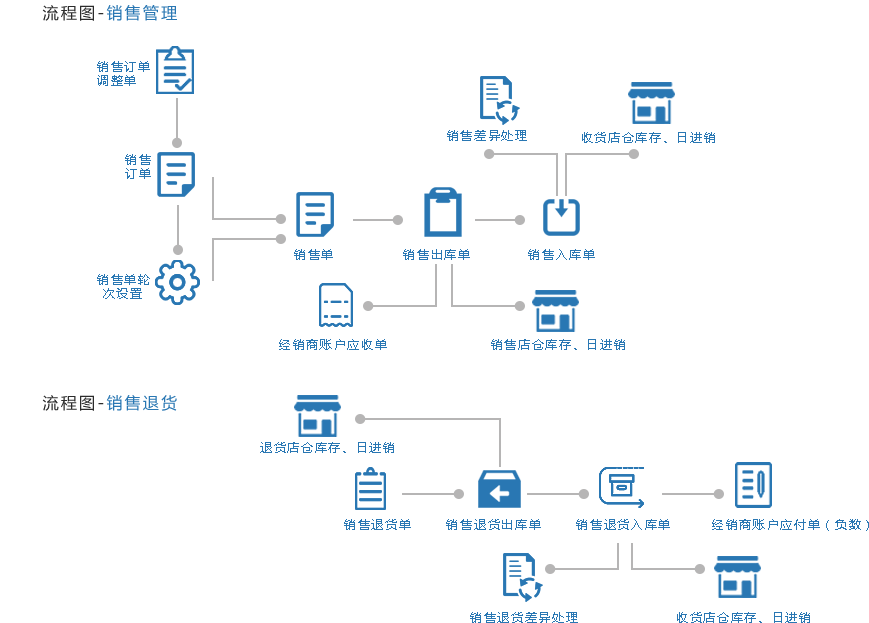 流程图-销售管理
销售订单
调整单
销售差异处理
收货店仓库存、日进销
销售
订单
销售单
销售出库单
销售入库单
销售单轮
次设置
经销商账户应收单
销售店仓库存、日进销
流程图-销售退货
退货店仓库存、日进销
销售退货单
销售退货出库单
销售退货入库单
经销商账户应付单（负数）
销售退货差异处理
收货店仓库存、日进销